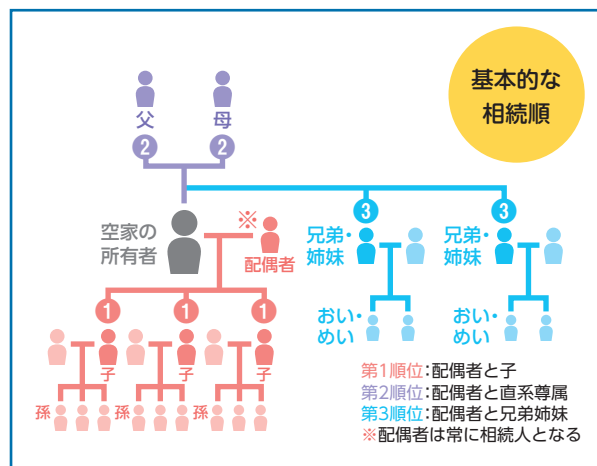 基本的な
相続順
父
母
2
2
3
3
空家の
所有者
※
配偶者
兄弟・
姉妹
兄弟・
姉妹
1
1
1
おい・
めい
おい・
めい
子
子
子
孫
孫
孫
第1順位:配偶者と子
第2順位:配偶者と直系尊属
第3順位:配偶者と兄弟姉妹
※配偶者は常に相続人となる